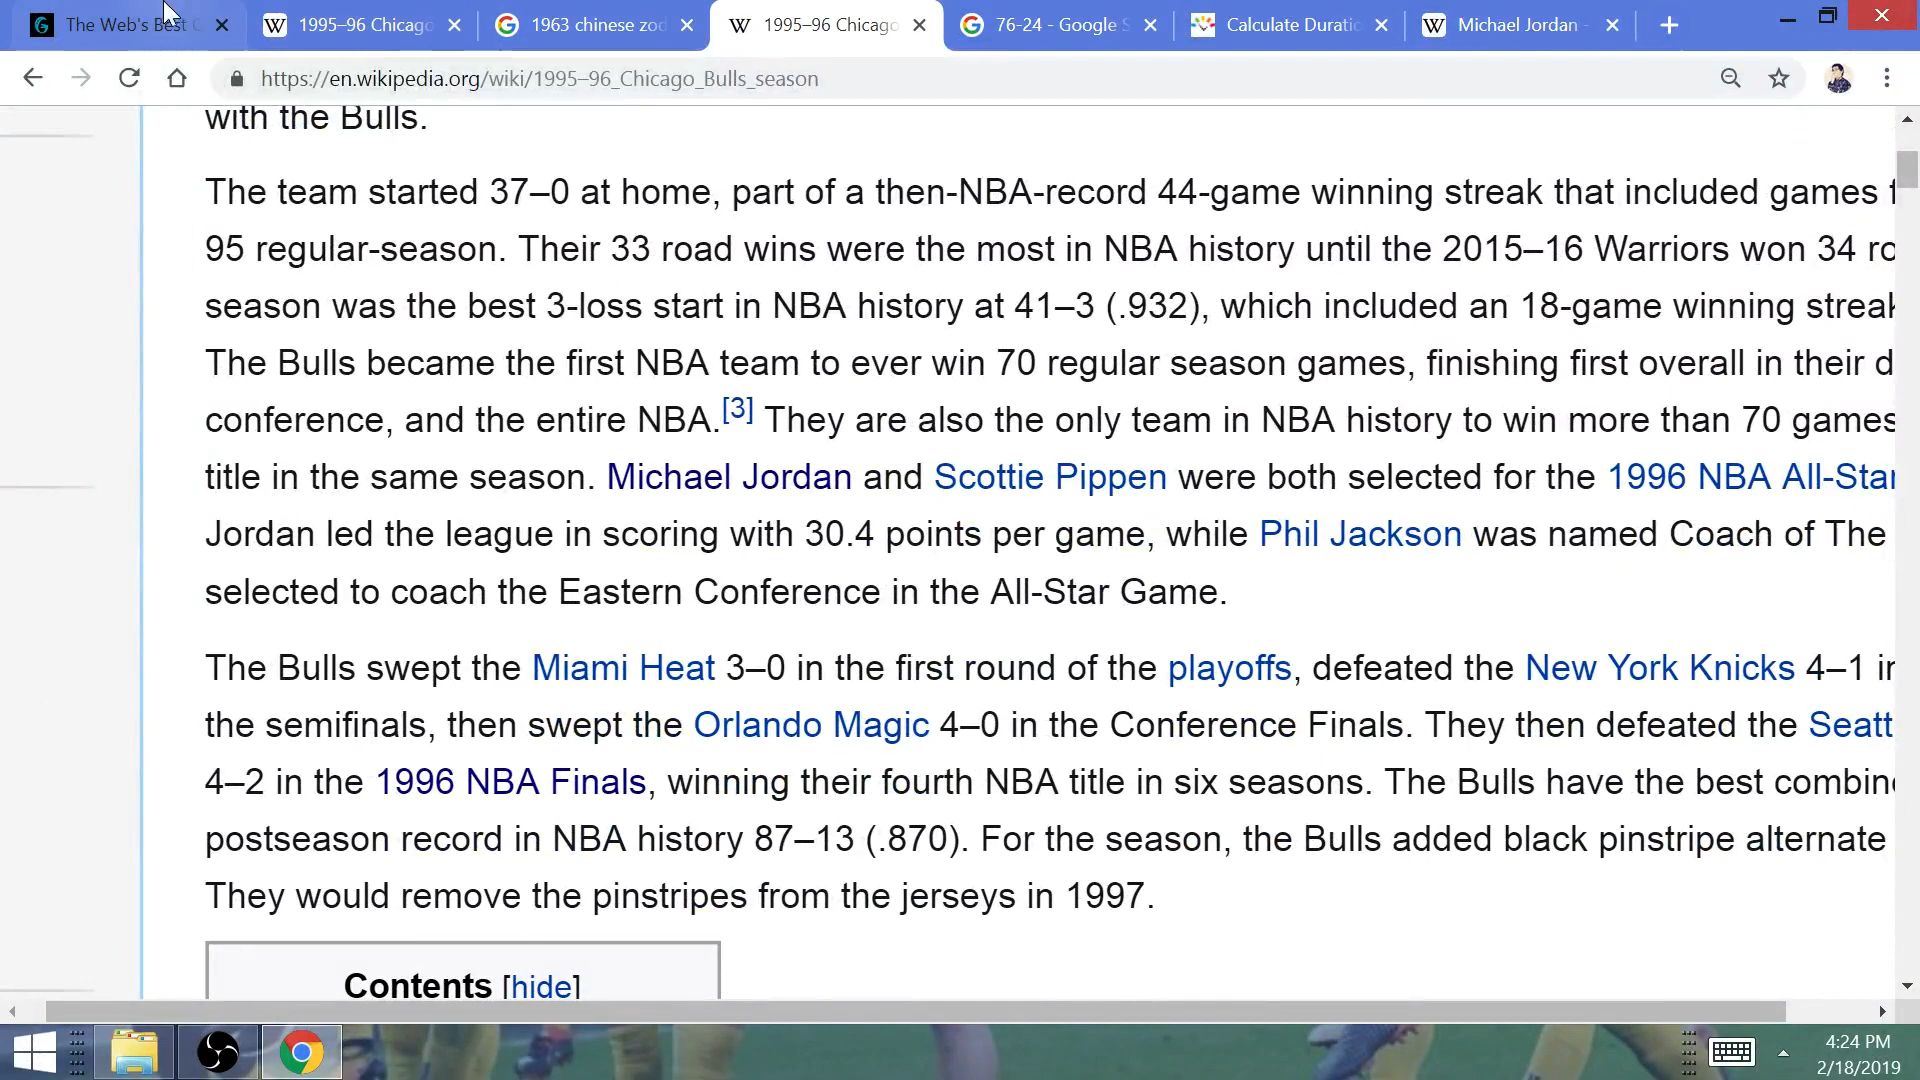 The Web's Best C
1995–96 Chicago
1963 chinese zod
1995–96 Chicago
76-24 - Google S
Calculate Duratio
Michael Jordan -
https://en.wikipedia.org/wiki/1995–96_Chicago_Bulls_season
with the Bulls.
The team started 37–0 at home, part of a then-NBA-record 44-game winning streak that included games f
95 regular-season. Their 33 road wins were the most in NBA history until the 2015–16 Warriors won 34 ro
season was the best 3-loss start in NBA history at 41–3 (.932), which included an 18-game winning streak
The Bulls became the first NBA team to ever win 70 regular season games, finishing first overall in their d
conference, and the entire NBA.[3] They are also the only team in NBA history to win more than 70 games
title in the same season. Michael Jordan and Scottie Pippen were both selected for the 1996 NBA All-Star
Jordan led the league in scoring with 30.4 points per game, while Phil Jackson was named Coach of The
selected to coach the Eastern Conference in the All-Star Game.
The Bulls swept the Miami Heat 3–0 in the first round of the playoffs, defeated the New York Knicks 4–1 in
the semifinals, then swept the Orlando Magic 4–0 in the Conference Finals. They then defeated the Seatt
4–2 in the 1996 NBA Finals, winning their fourth NBA title in six seasons. The Bulls have the best combine
postseason record in NBA history 87–13 (.870). For the season, the Bulls added black pinstripe alternate
They would remove the pinstripes from the jerseys in 1997.
Contents [hide]
4:24 PM
2/18/2019